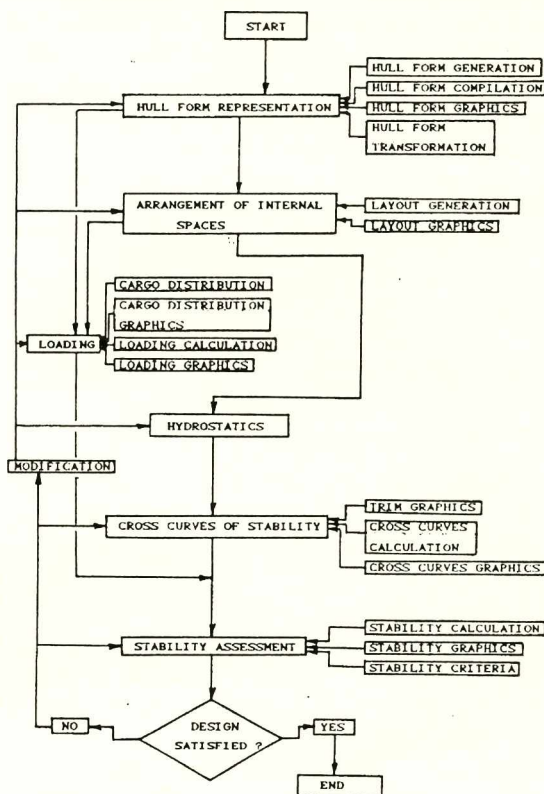 START
HULL FORM GENERATION
HULL FORM COMPILATION
HULL FORM REPRESENTATION
HULL FORM GRAPHICS
HULL FORM
TRANSFORMATION
ARRANGEMENT OF INTERNAL
SPACES
LAYOUT GENERATION
LAYOUT GRAPHICS
CARGO DISTRIBUTION
CARGO DISTRIBUTION
GRAPHICS
LOADING
LOADING CALCULATION
LOADING GRAPHICS
HYDROSTATICS
MODIFICATION
TRIM GRAPHICS
CROSS CURVES OF STABILITY
CROSS CURVES
CALCULATION
CROSS CURVES GRAPHICS
STABILITY CALCULATION
STABILITY ASSESSMENT
STABILITY GRAPHICS
STABILITY CRITERIA
NO
DESIGN
SATISFIED ?
YES
END